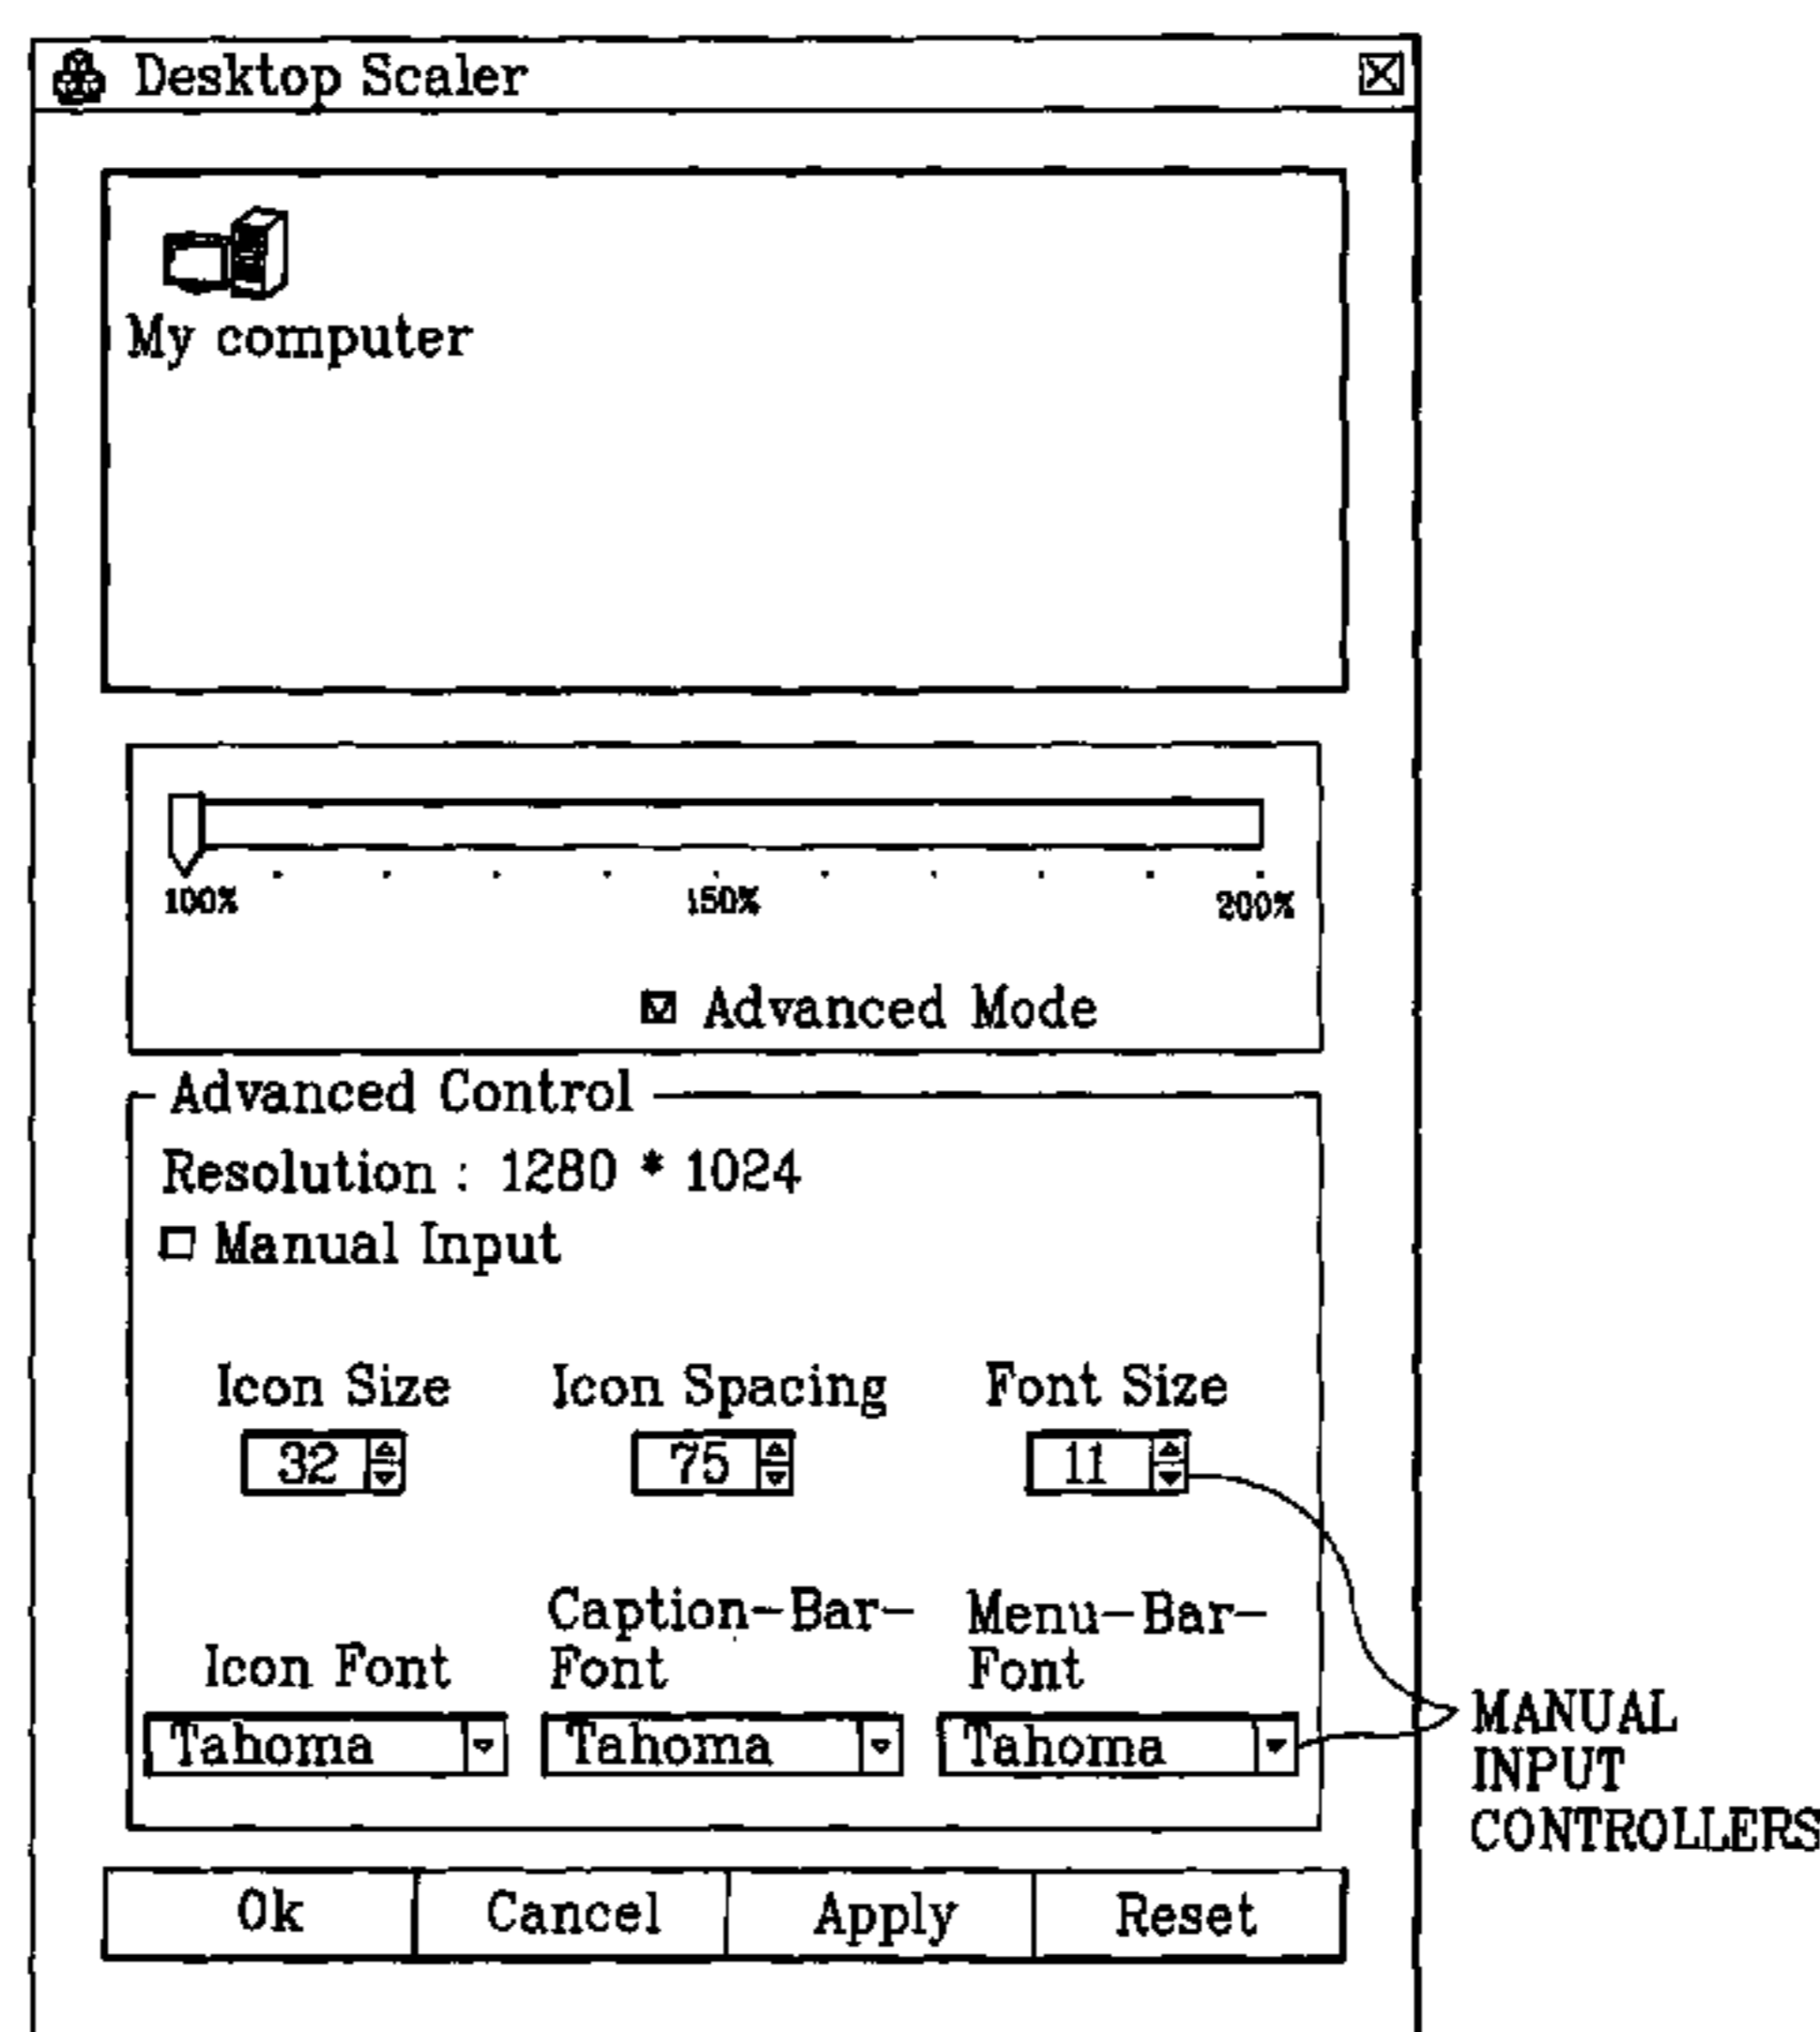 Desktop Scaler
My computer
100% 150% 200%
Advanced Mode
Advanced Control
Resolution : 1280 * 1024
Manual Input
Icon Size Icon Spacing Font Size
32 75 11
Caption-Bar- Menu-Bar-
Icon Font Font Font
Tahoma Tahoma Tahoma
MANUAL
INPUT
CONTROLLERS
Ok Cancel Apply Reset